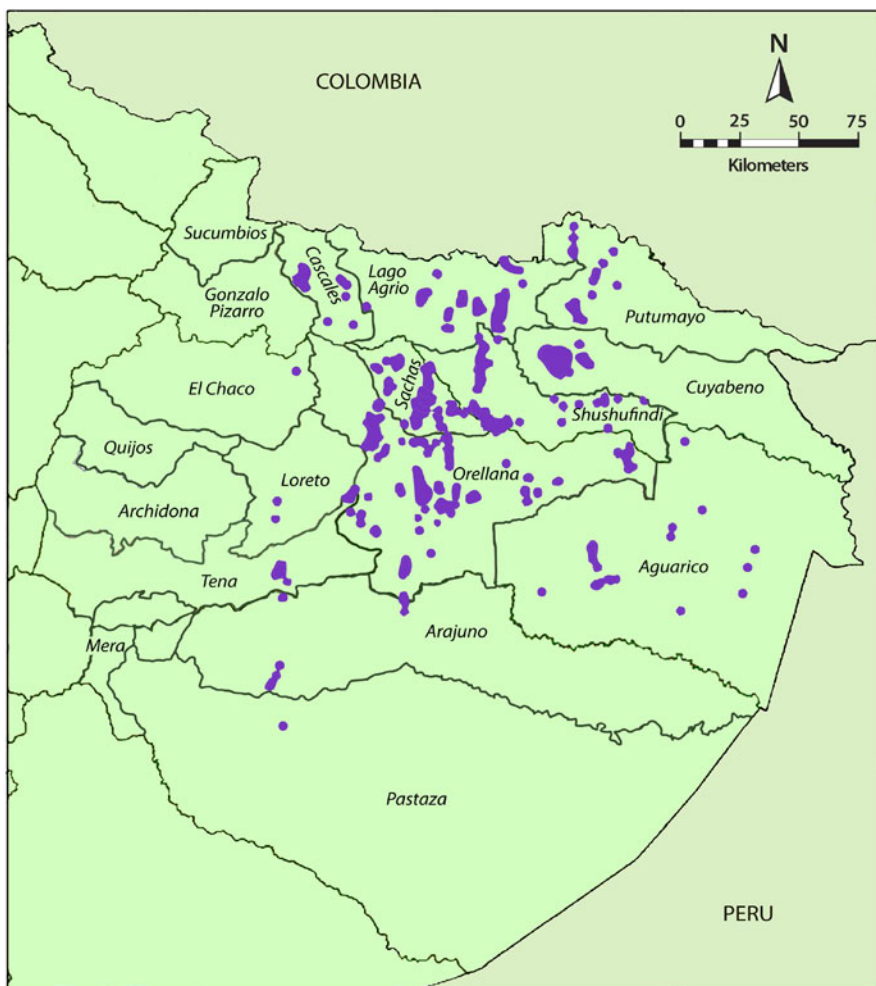 COLOMBIA
N
0 25 50 75
Kilometers
Sucumbios
Cascales
Lago
Agrio
Gonzalo
Pizarro
Putumayo
El Chaco
Sachas
Cuyabeno
Shushufindi
Quijos
Loreto
Orellana
Archidona
Aguarico
Tena
Arajuno
Mera
Pastaza
PERU